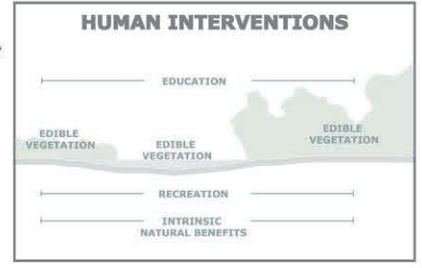 HUMAN INTERVENTIONS
EDUCATION
EDIBLE
VEGETATION
EDIBLE
VEGETATION
EDIBLE
VEGETATION
RECREATION
INTRINSIC
NATURAL BENEFITS